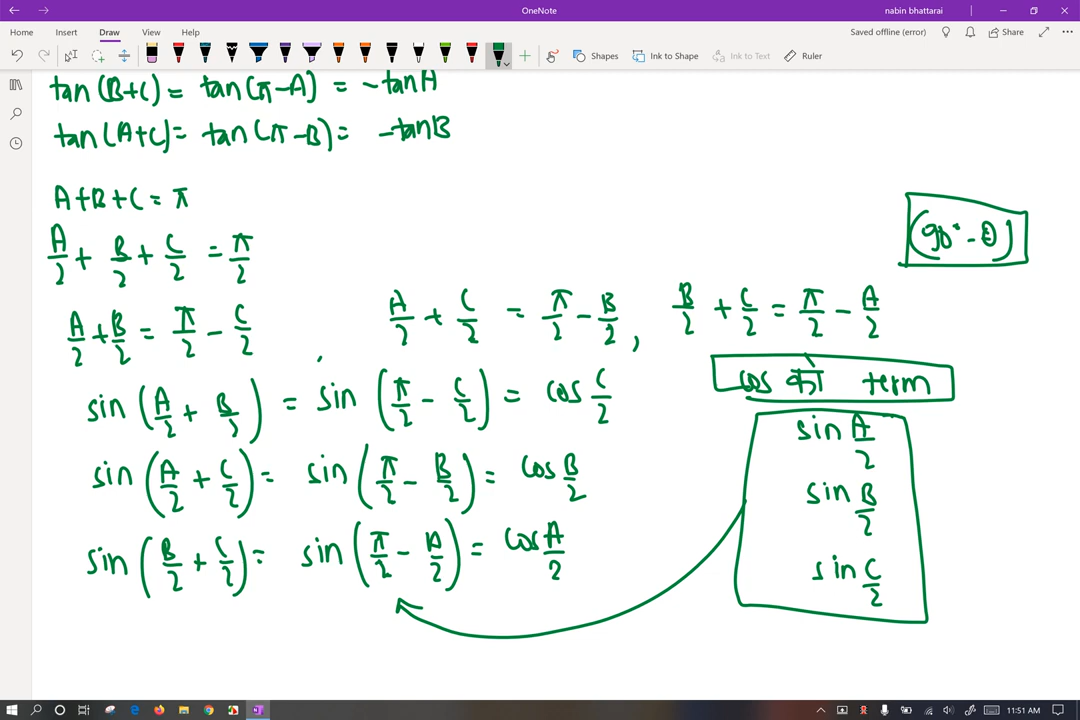 OneNote
nabin bhattarai
Home Insert Draw View Help
Saved offline (error) Share
Shapes Ink to Shape Ink to Text Ruler
tan(B+C) = tan(π-A) = -tanA
tan(A+C) = tan(π-B) = -tanB
A+B+C = π
A/2 + B/2 + C/2 = π/2
(90°-θ)
A/2 + B/2 = π/2 - C/2
A/2 + C/2 = π/2 - B/2, B/2 + C/2 = π/2 - A/2
cos को term
sin(A/2 + B/2) = sin(π/2 - C/2) = cos C/2
sin(A/2 + C/2) = sin(π/2 - B/2) = cos B/2
sin(B/2 + C/2) = sin(π/2 - A/2) = cos A/2
sin A/2
sin B/2
sin C/2
11:51 AM